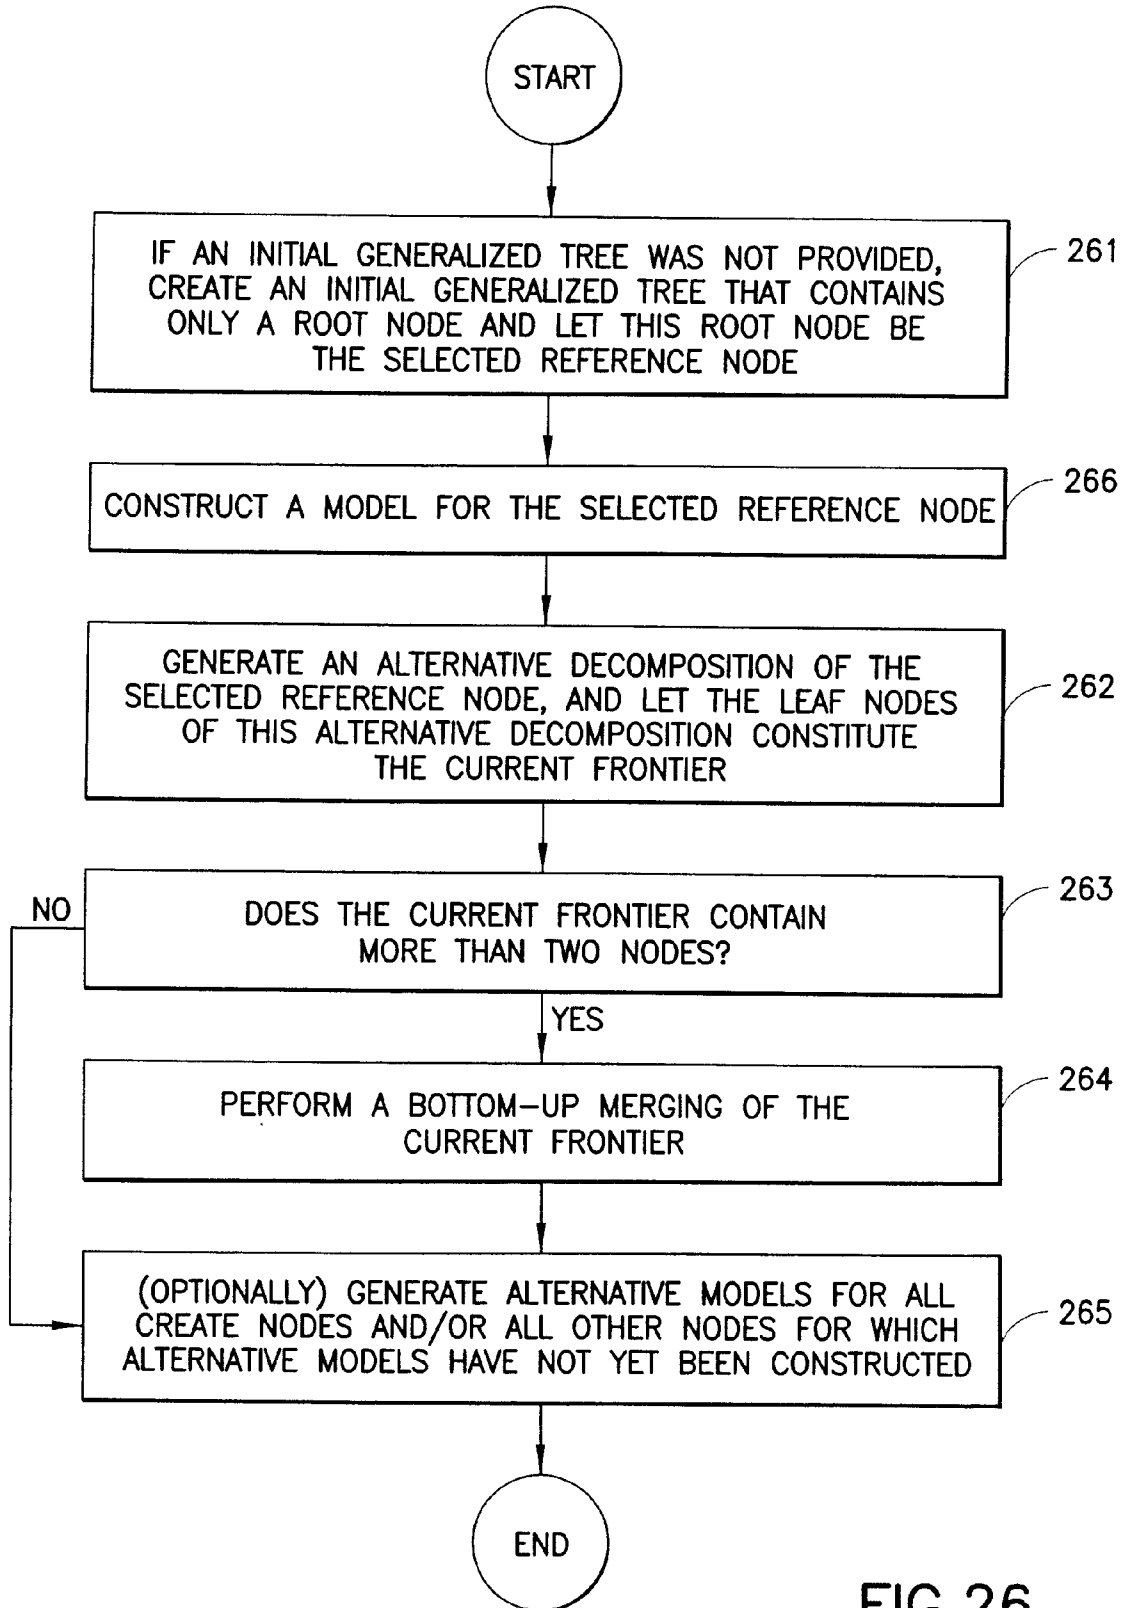 START
IF AN INITIAL GENERALIZED TREE WAS NOT PROVIDED,
CREATE AN INITIAL GENERALIZED TREE THAT CONTAINS
ONLY A ROOT NODE AND LET THIS ROOT NODE BE
THE SELECTED REFERENCE NODE
261
CONSTRUCT A MODEL FOR THE SELECTED REFERENCE NODE
266
GENERATE AN ALTERNATIVE DECOMPOSITION OF THE
SELECTED REFERENCE NODE, AND LET THE LEAF NODES
OF THIS ALTERNATIVE DECOMPOSITION CONSTITUTE
THE CURRENT FRONTIER
262
NO
DOES THE CURRENT FRONTIER CONTAIN
MORE THAN TWO NODES?
263
YES
PERFORM A BOTTOM-UP MERGING OF THE
CURRENT FRONTIER
264
(OPTIONALLY) GENERATE ALTERNATIVE MODELS FOR ALL
CREATE NODES AND/OR ALL OTHER NODES FOR WHICH
ALTERNATIVE MODELS HAVE NOT YET BEEN CONSTRUCTED
265
END
FIG.26